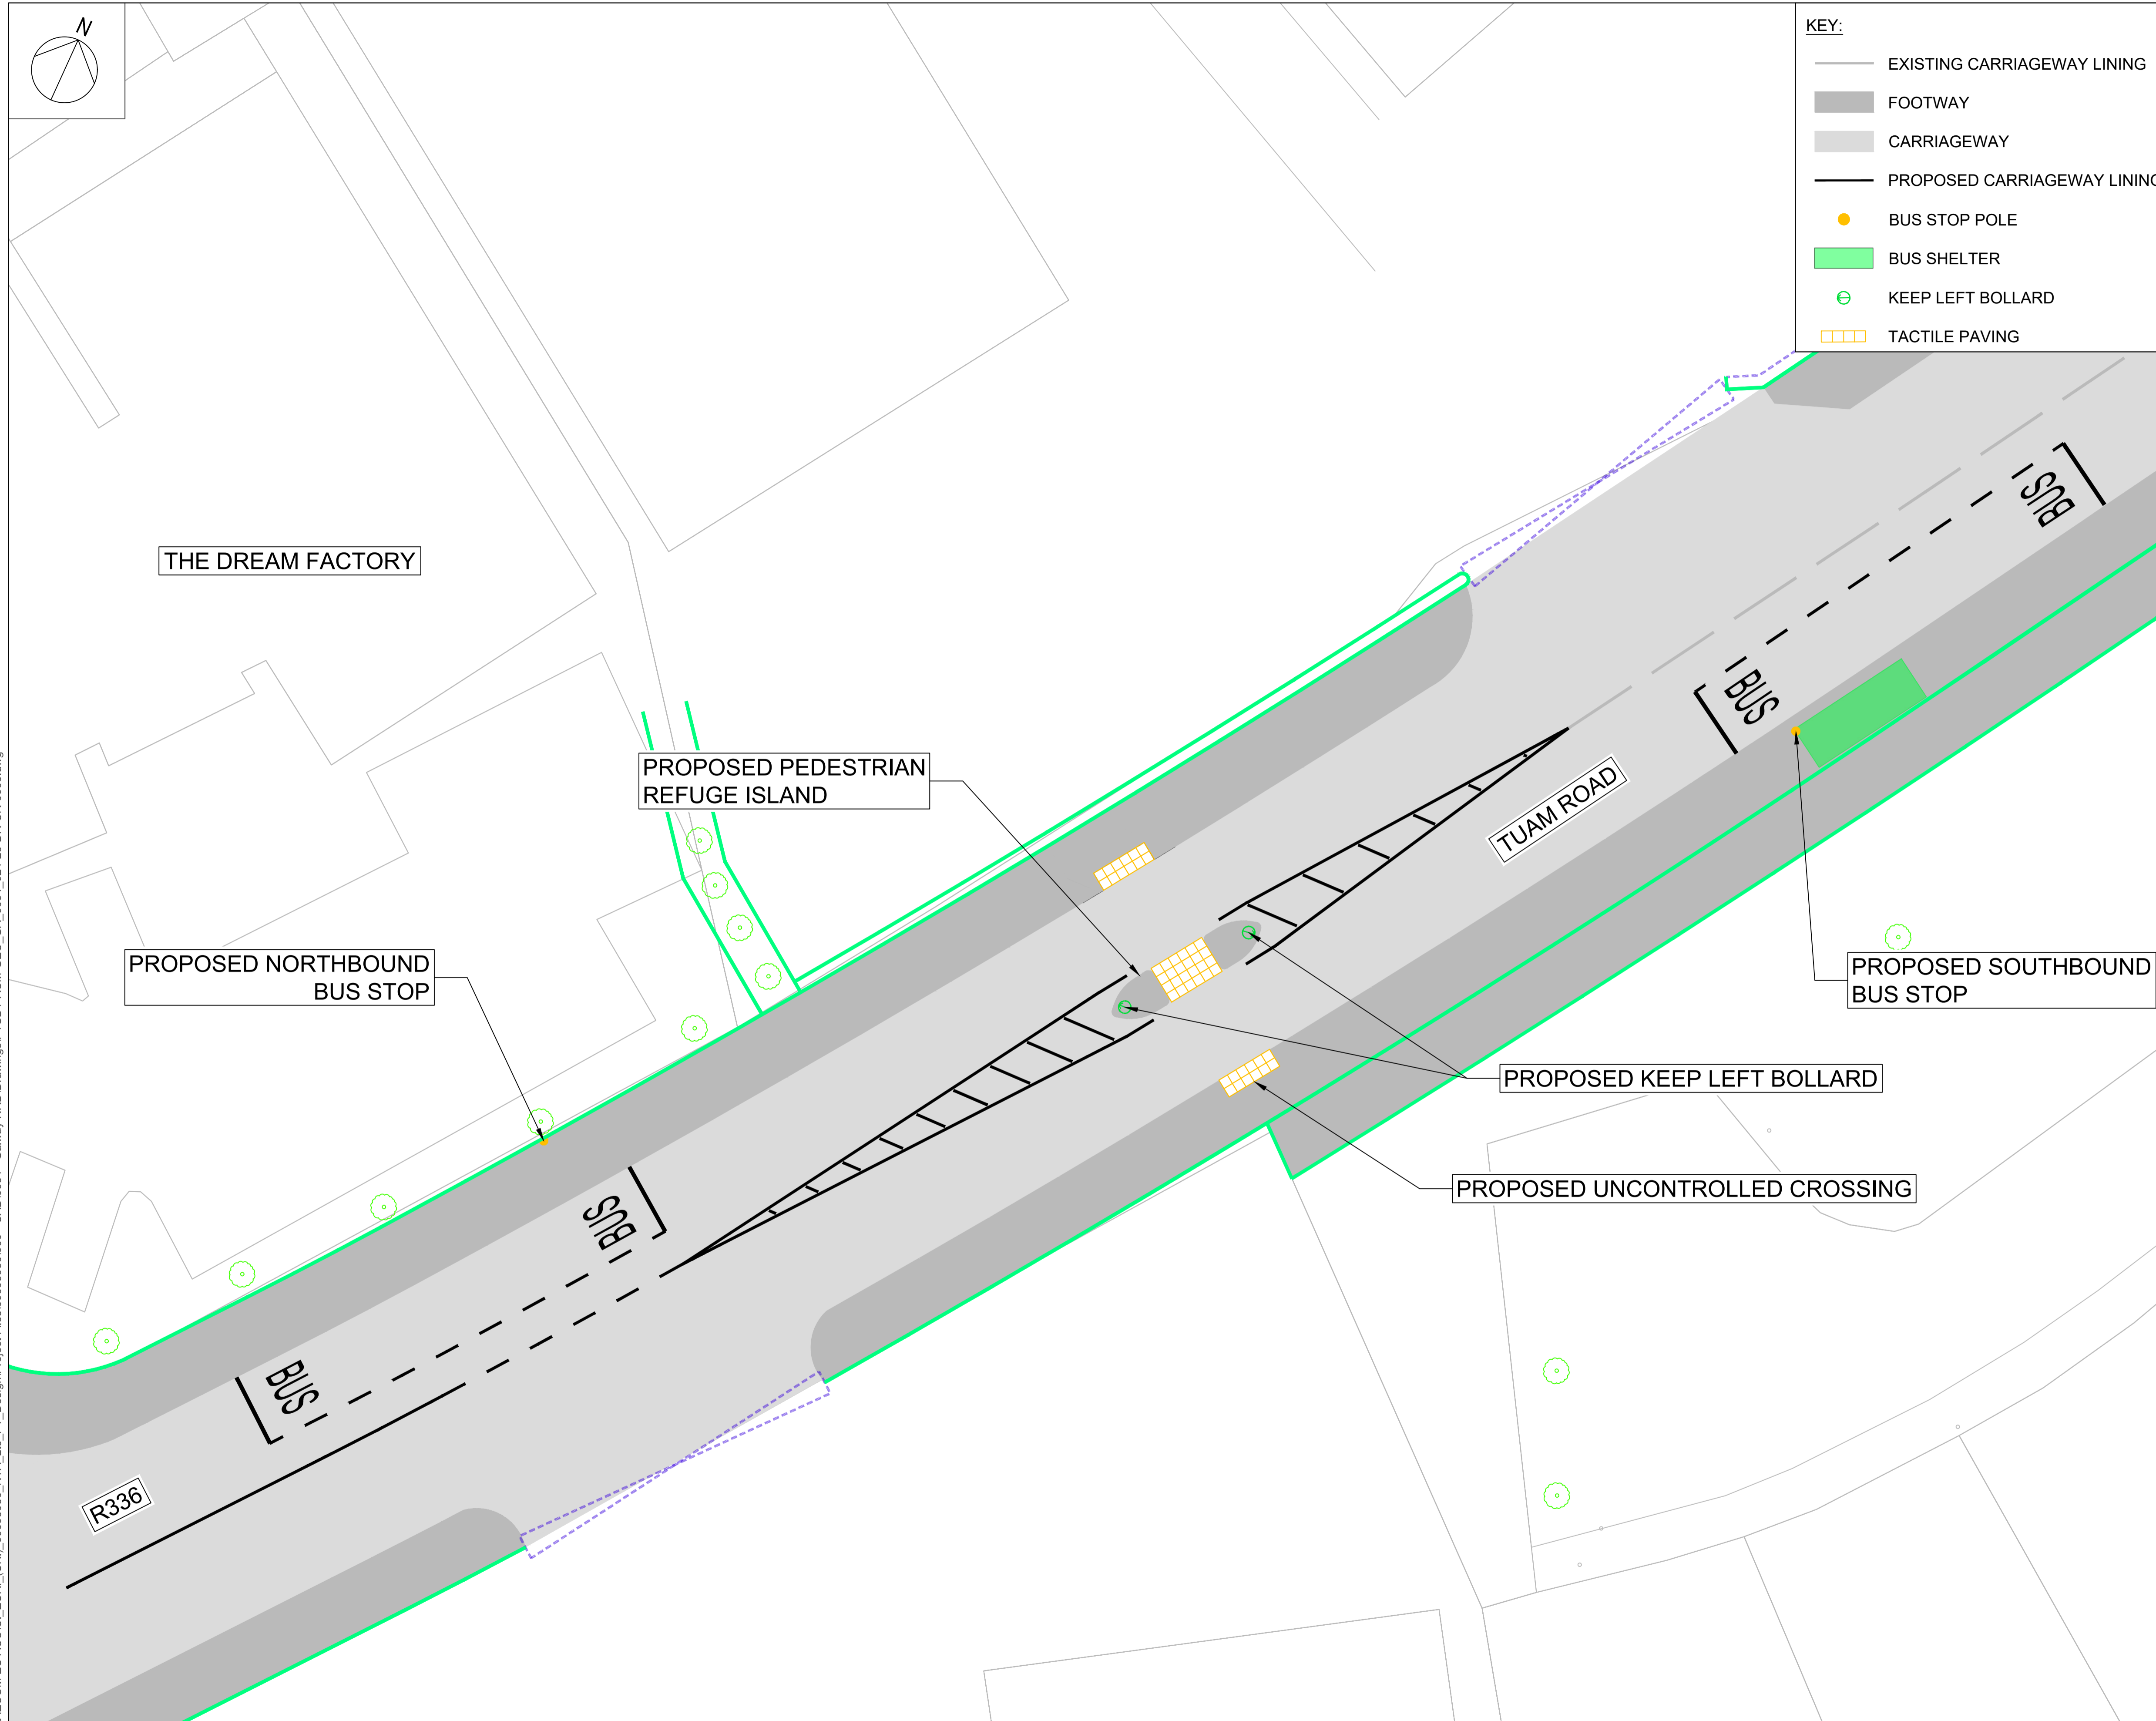 N
KEY:
EXISTING CARRIAGEWAY LINING
FOOTWAY
CARRIAGEWAY
PROPOSED CARRIAGEWAY LINING
BUS STOP POLE
BUS SHELTER
KEEP LEFT BOLLARD
TACTILE PAVING
BUS
THE DREAM FACTORY
BUS
PROPOSED PEDESTRIAN
REFUGE ISLAND
TUAM ROAD
PROPOSED NORTHBOUND
BUS STOP
PROPOSED SOUTHBOUND
BUS STOP
PROPOSED KEEP LEFT BOLLARD
PROPOSED UNCONTROLLED CROSSING
BUS
BUS
R336